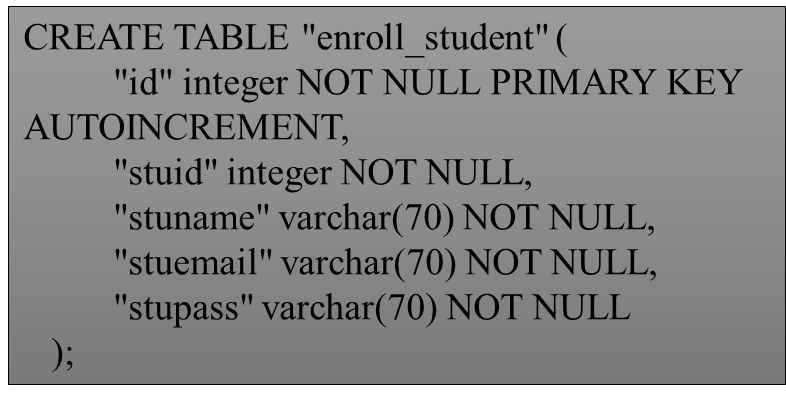 CREATE TABLE "enroll_student" (
"id" integer NOT NULL PRIMARY KEY
AUTOINCREMENT,
"stuid" integer NOT NULL,
"stuname" varchar(70) NOT NULL,
"stuemail" varchar(70) NOT NULL,
"stupass" varchar(70) NOT NULL
);